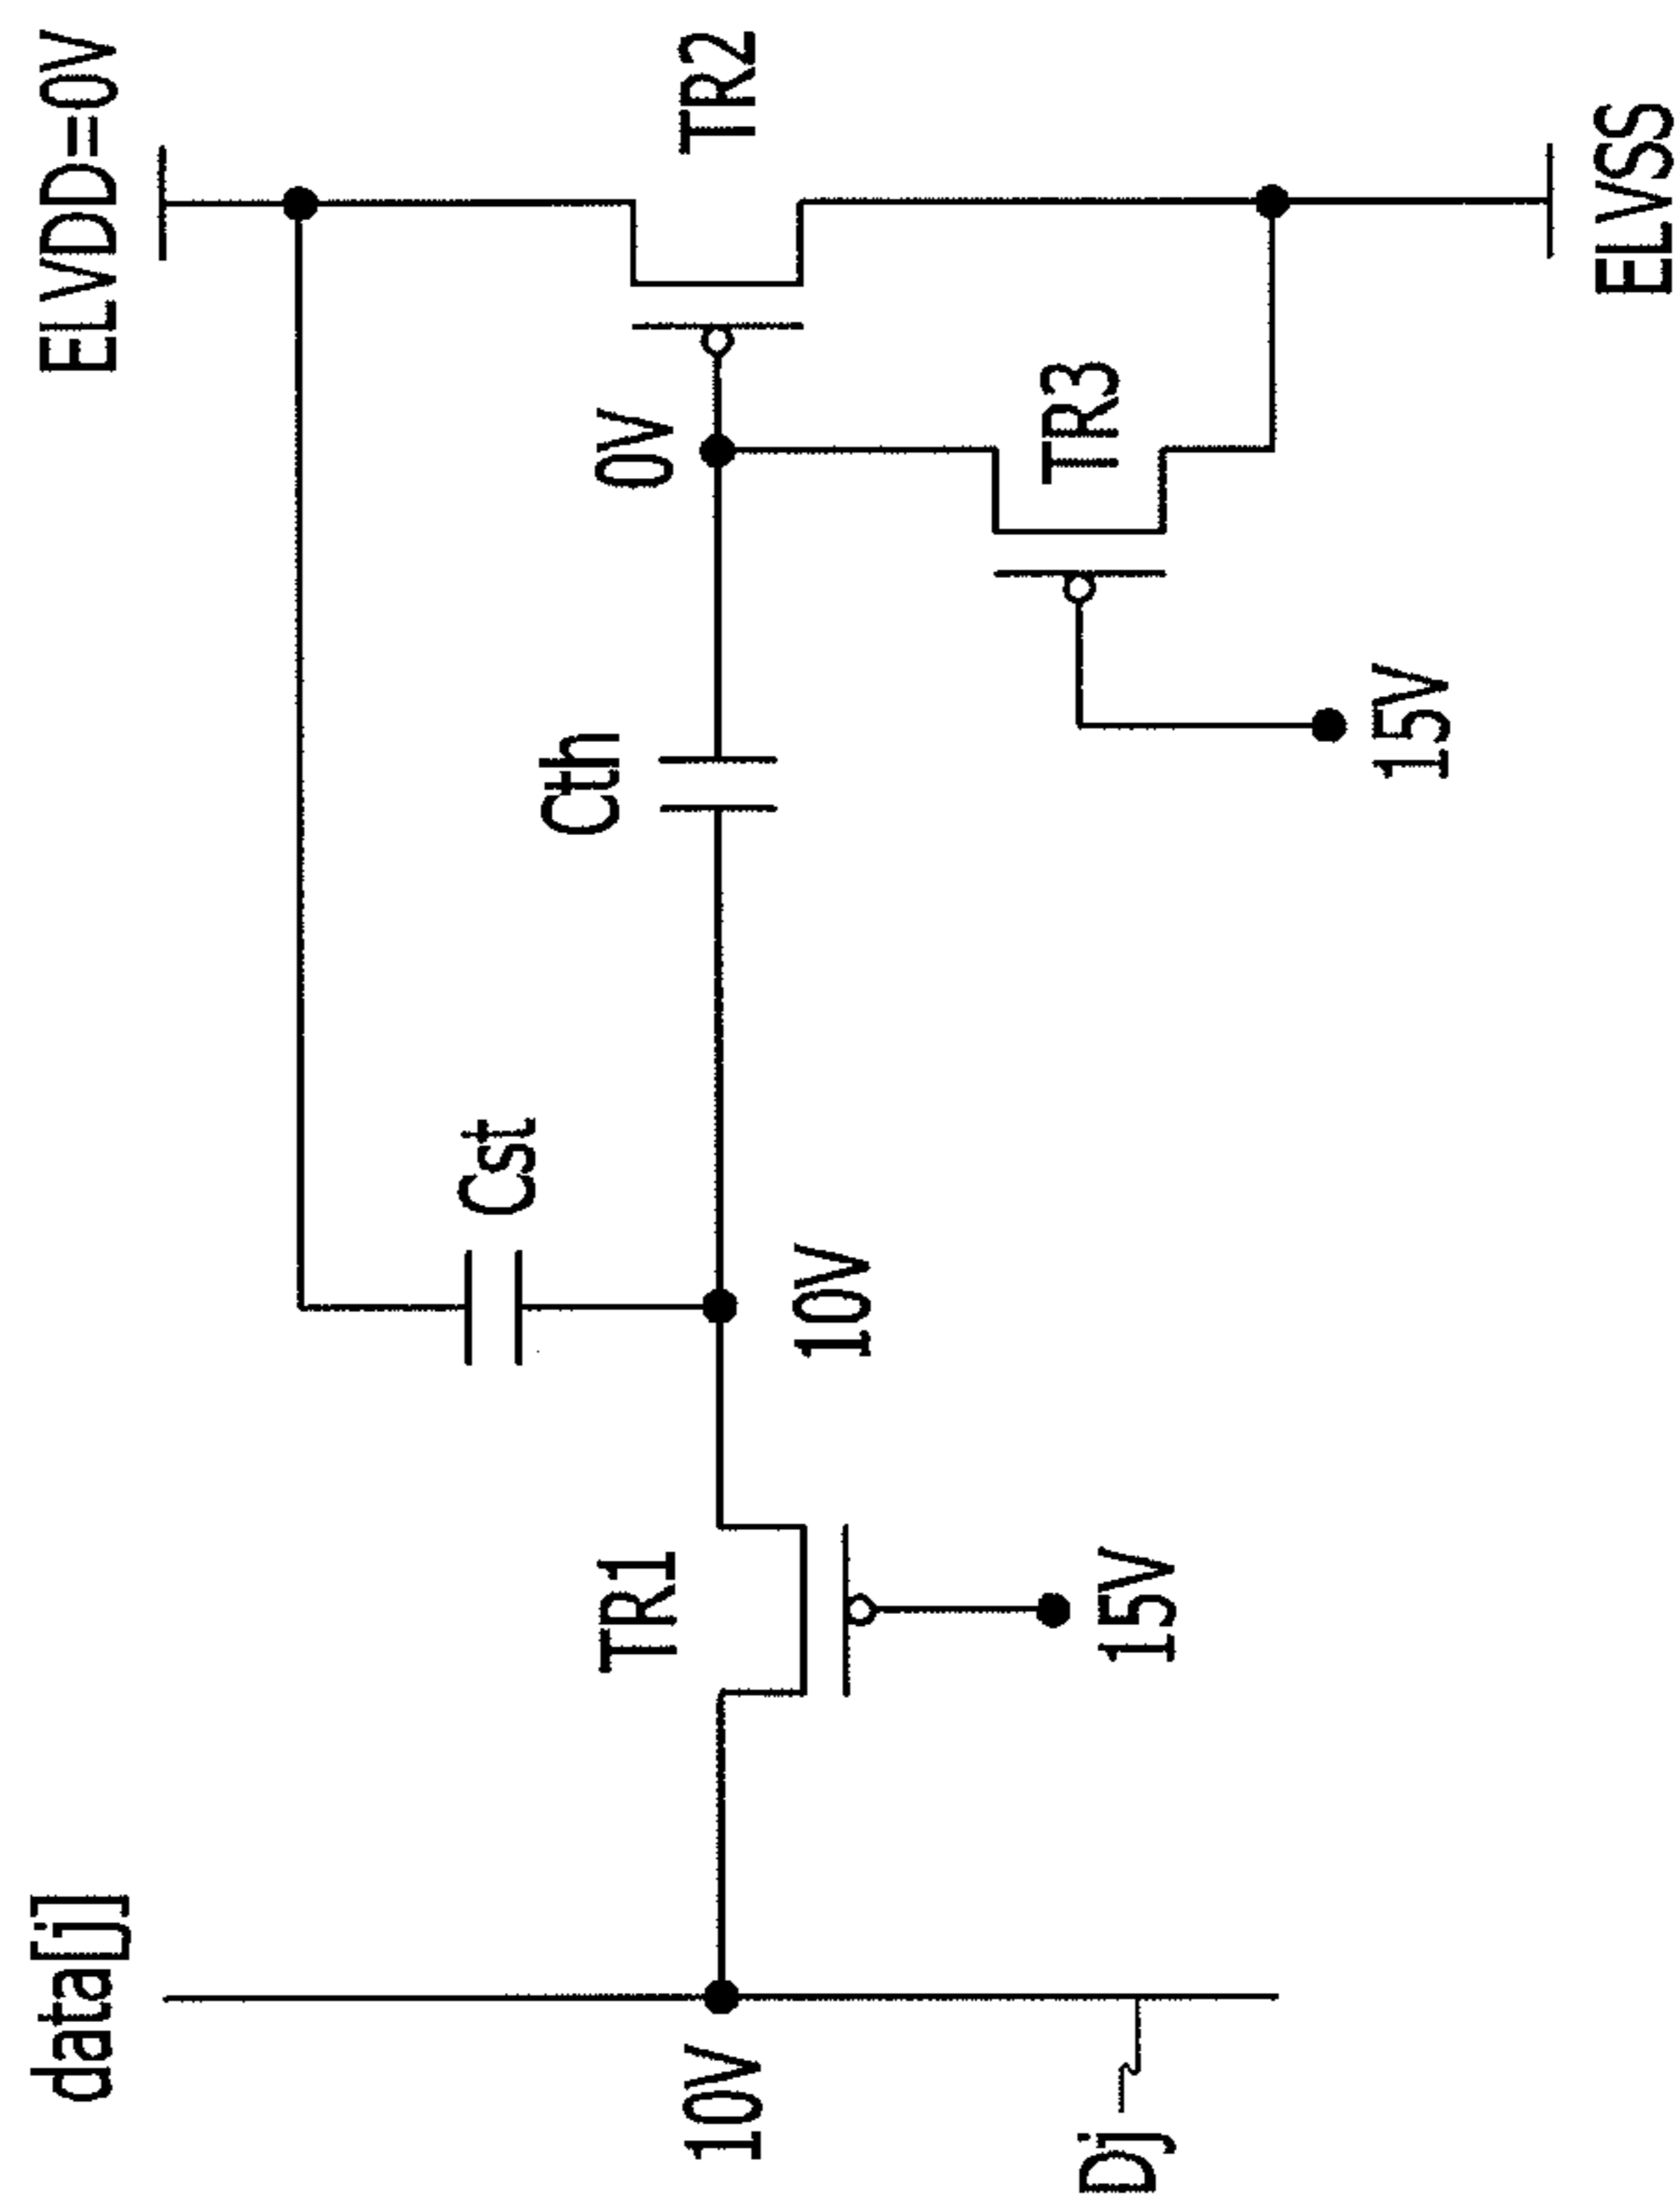 data[j]
ELVDD=0V
Cst
Cth
TR1
0V
10V
TR2
10V
Dj
15V
TR3
15V
ELVSS